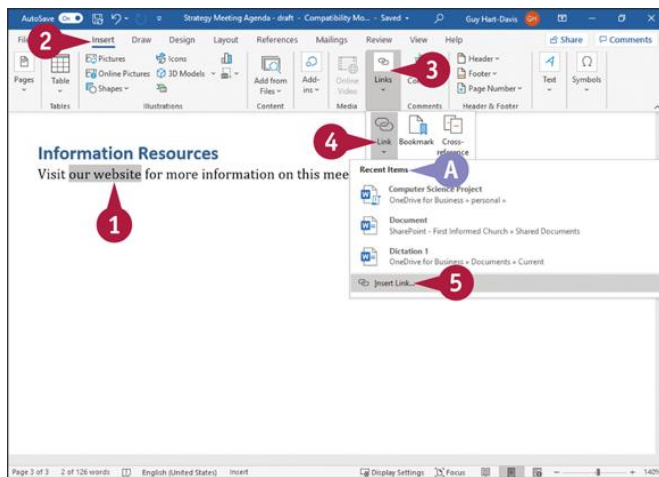 AutoSave On Strategy Meeting Agenda - draft - Compatibility Mo... - Saved Guy Hart-Davis GH
2 Insert Draw Design Layout References Mailings Review View Help Share Comments
Pages Table Pictures Online Pictures Shapes Icons 3D Models Add from Files Add-ins Online Video Links 3 Header Footer Page Number Text Symbols
Tables Illustrations Content Media Comments Header & Footer
4 Link Bookmark Cross-reference
Information Resources
Visit our website for more information on this mee
1
Recent Items A
Computer Science Project
OneDrive for Business » personal »
Document
SharePoint - First Informed Church » Shared Documents
Dictation 1
OneDrive for Business » Documents » Current
Insert Link... 5
Page 3 of 3 2 of 126 words English (United States) Insert Display Settings Focus 140%